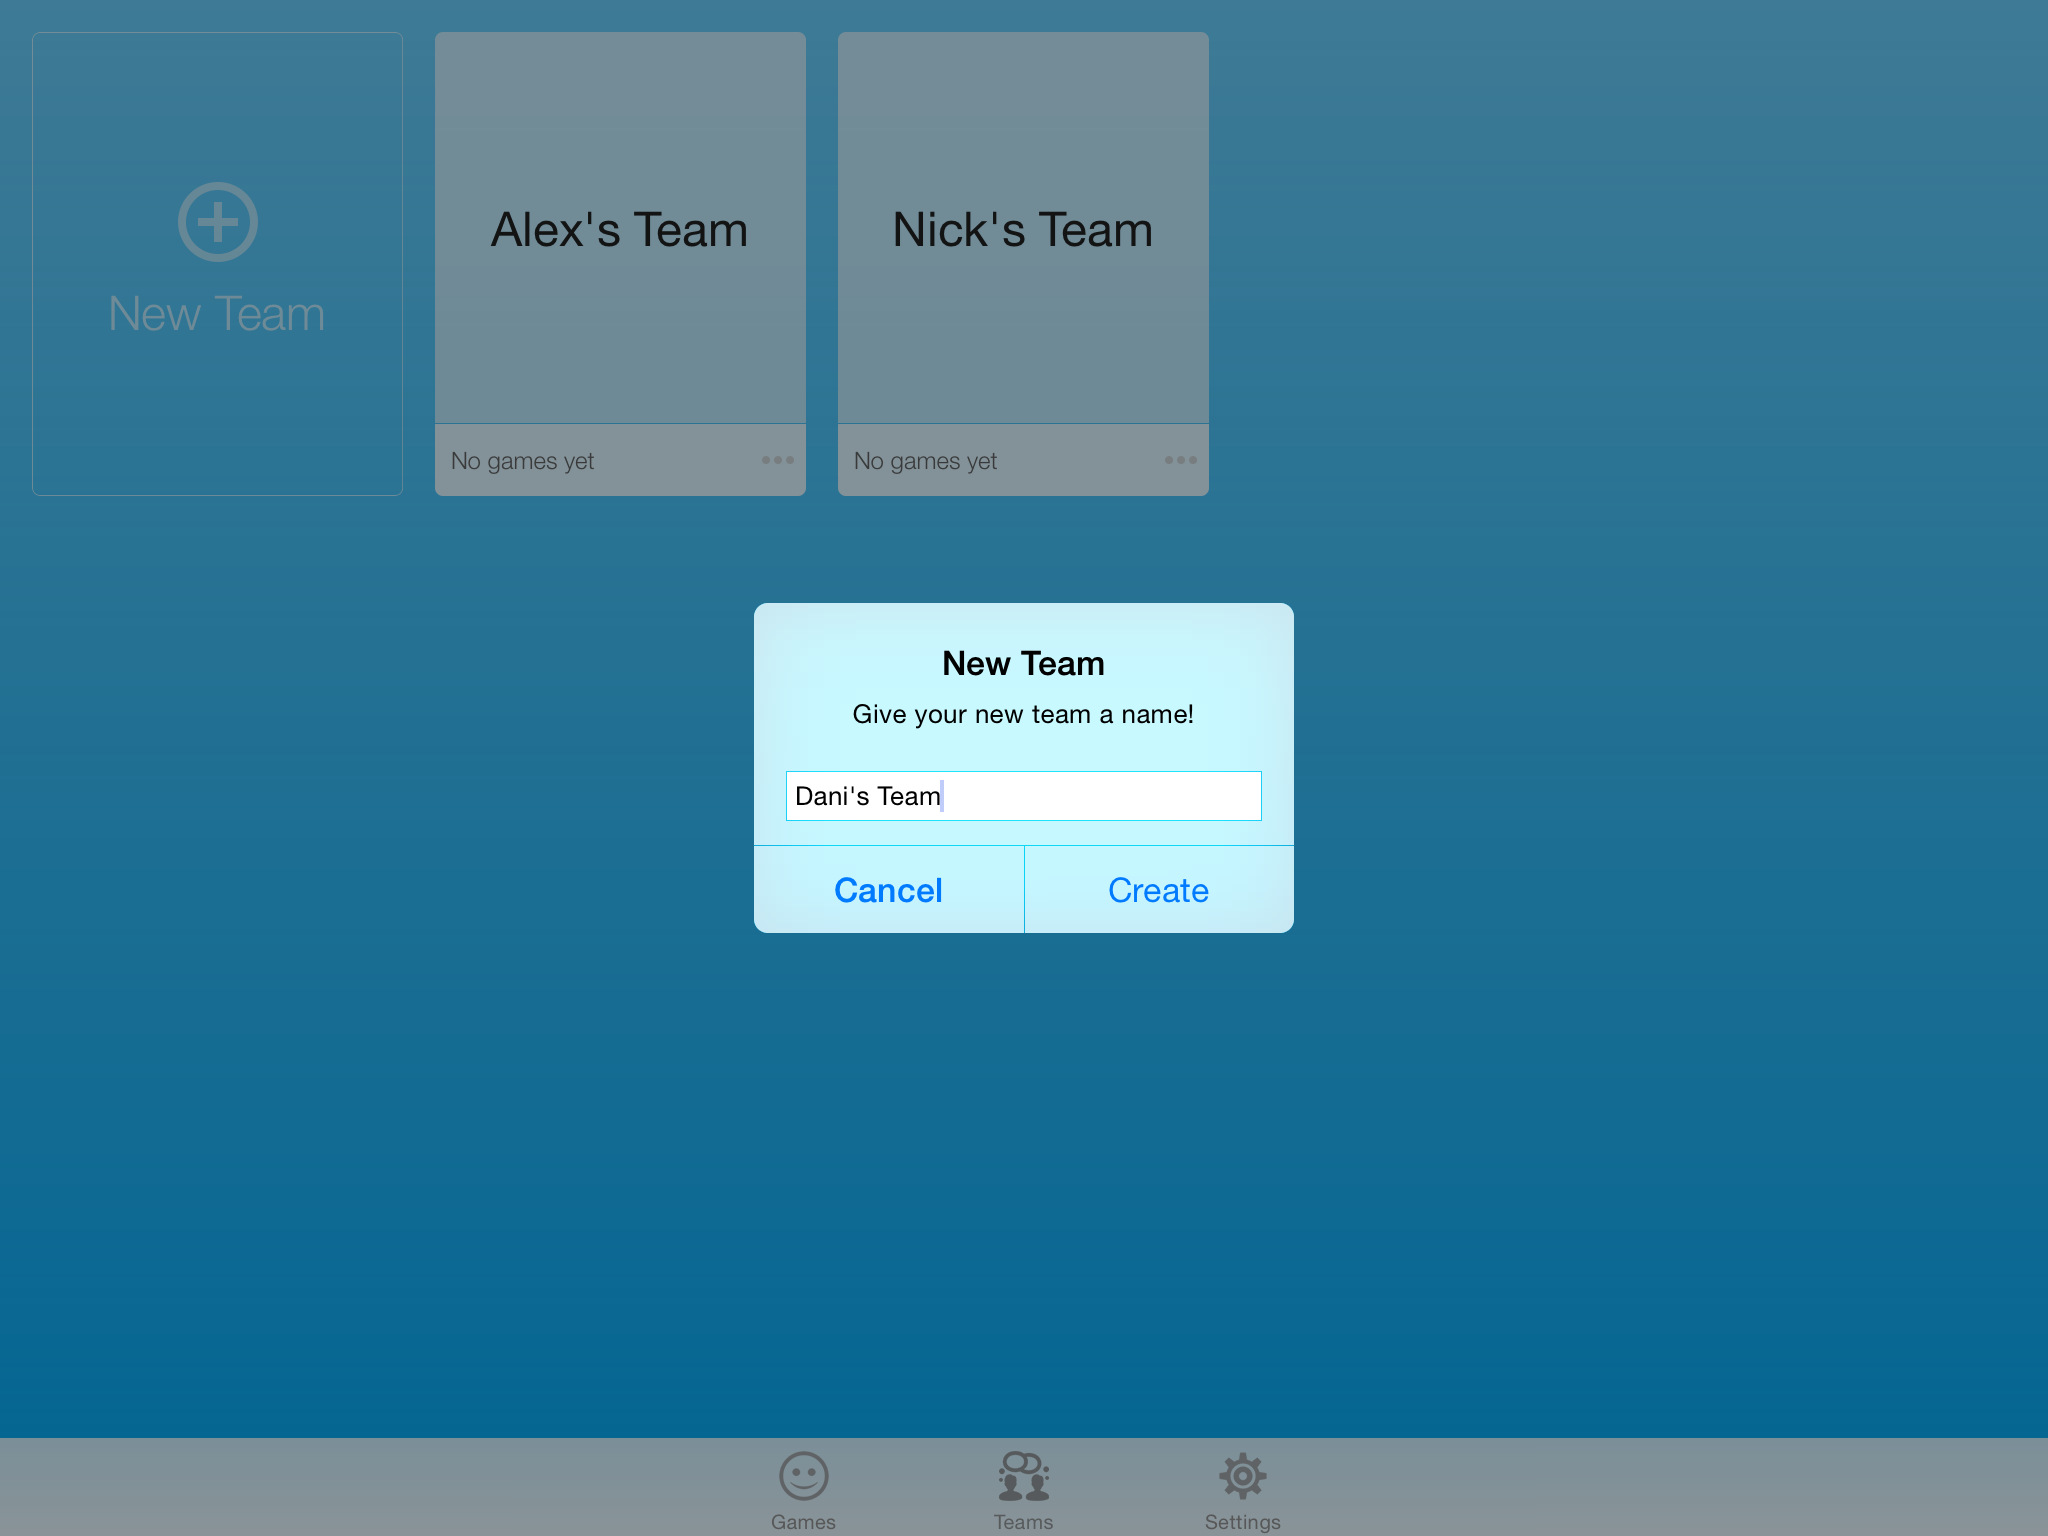 New Team
Alex's Team
No games yet
Nick's Team
No games yet
New Team
Give your new team a name!
Dani's Team
Cancel
Create
Games
Teams
Settings